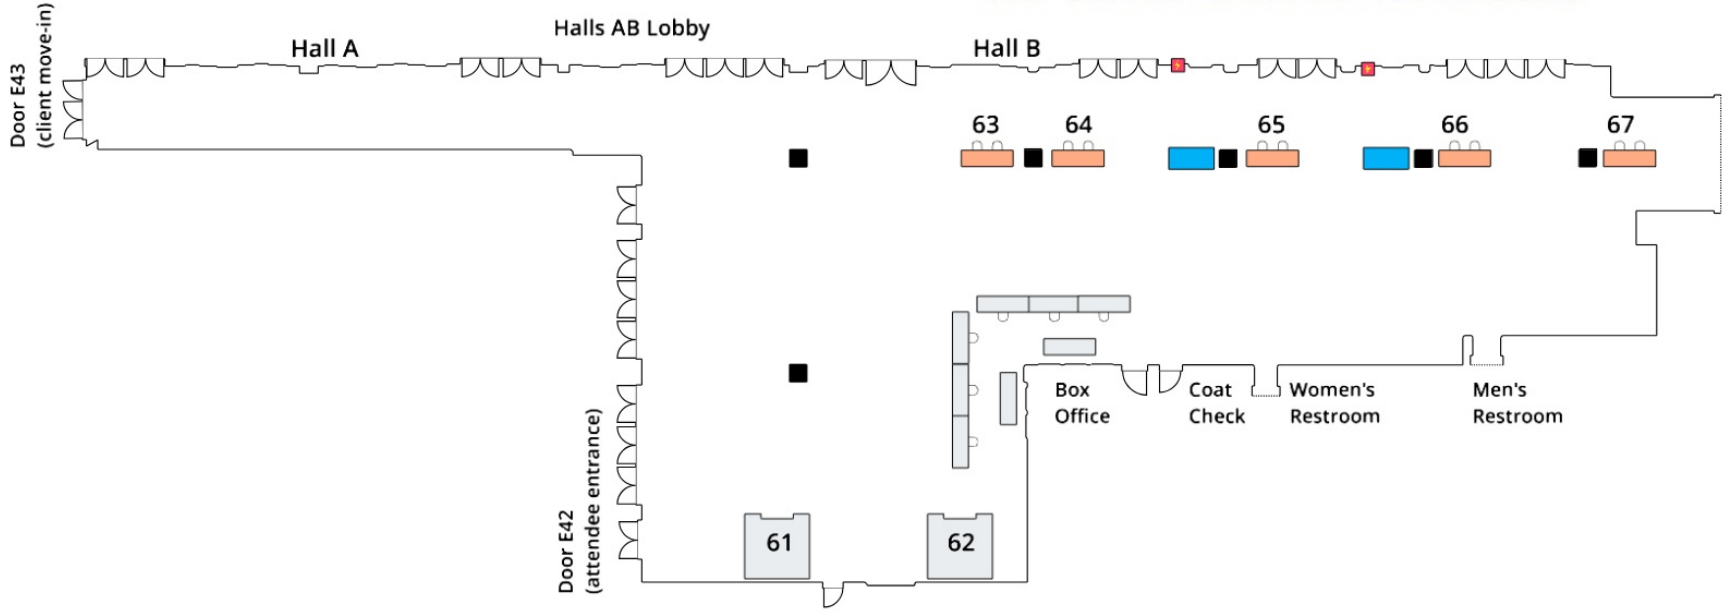 Halls AB Lobby
Hall A
Hall B
Door E43
(client move-in)
63
64
65
66
67
Box
Office
Coat
Check
Women's
Restroom
Men's
Restroom
Door E42
(attendee entrance)
61
62